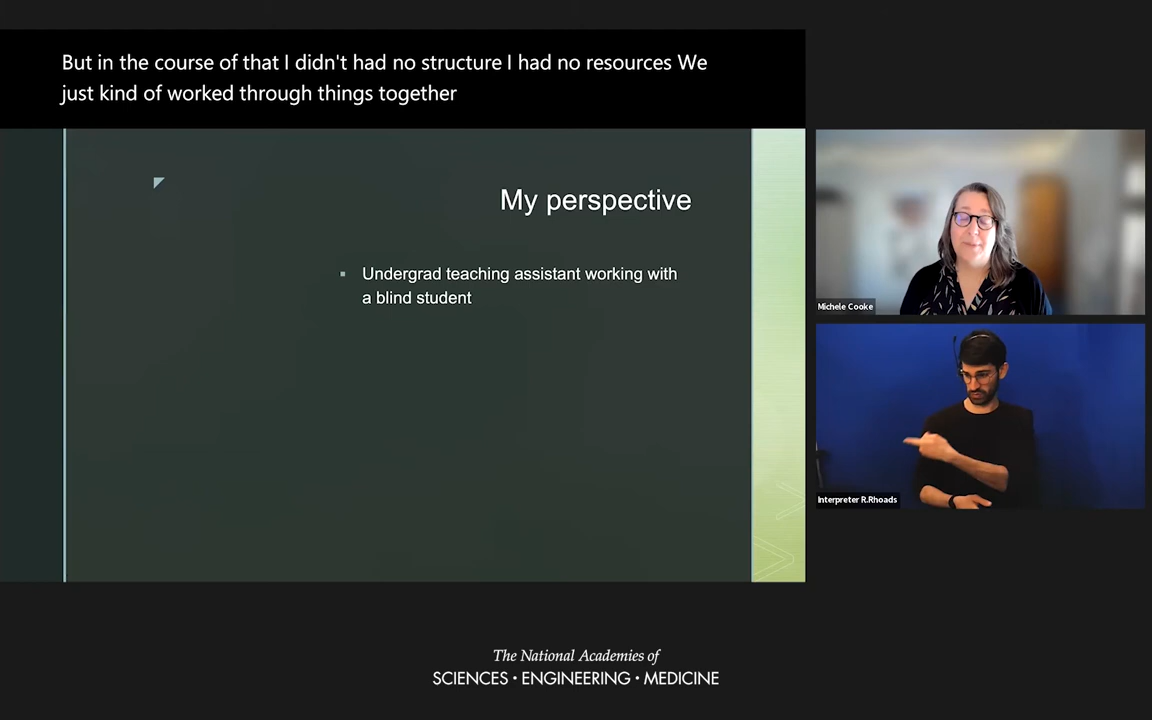 But in the course of that I didn't had no structure I had no resources We
just kind of worked through things together
My perspective
Undergrad teaching assistant working with
a blind student
Michele Cooke
Interpreter R.Rhoads
The National Academies of
SCIENCES • ENGINEERING • MEDICINE